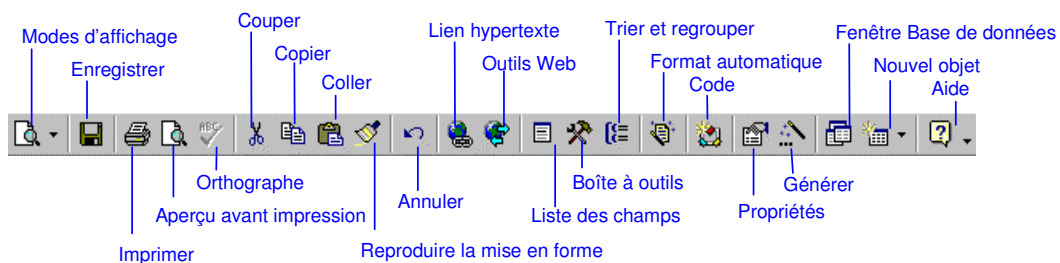 Couper
Modes d'affichage
Lien hypertexte
Trier et regrouper
Fenêtre Base de données
Copier
Enregistrer
Outils Web
Format automatique
Nouvel objet
Coller
Code
Aide
ABC
Orthographe
Boîte à outils
Générer
Annuler
Aperçu avant impression
Liste des champs
Propriétés
Imprimer
Reproduire la mise en forme